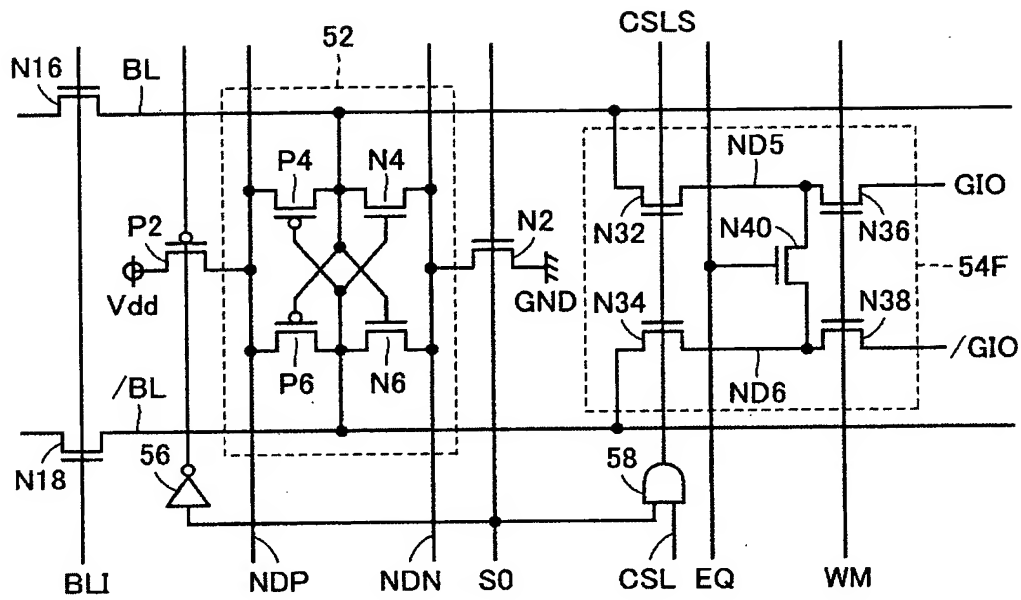 CSLS
52
N16
BL
ND5
P4
N4
GIO
P2
N2
N32
N40
N36
54F
Vdd
GND
N34
N38
P6
N6
ND6
/GIO
/BL
N18
56
58
BLI
NDP
NDN
S0
CSL
EQ
WM